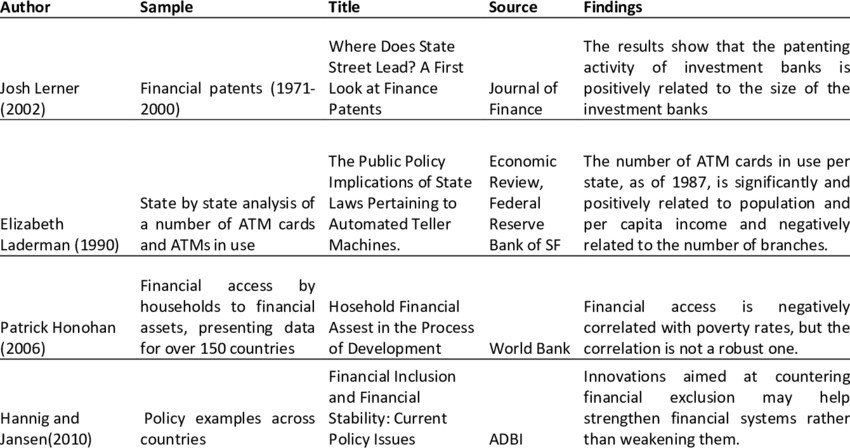 Author Sample Title Source Findings
Josh Lerner
(2002)
Financial patents (1971-
2000)
Where Does State
Street Lead? A First
Look at Finance
Patents
Journal of
Finance
The results show that the patenting
activity of investment banks is
positively related to the size of the
investment banks
Elizabeth
Laderman (1990)
State by state analysis of
a number of ATM cards
and ATMs in use
The Public Policy
Implications of State
Laws Pertaining to
Automated Teller
Machines.
Economic
Review,
Federal
Reserve
Bank of SF
The number of ATM cards in use per
state, as of 1987, is significantly and
positively related to population and
per capita income and negatively
related to the number of branches.
Patrick Honohan
(2006)
Financial access by
households to financial
assets, presenting data
for over 150 countries
Hosehold Financial
Assest in the Process
of Development
World Bank
Financial access is negatively
correlated with poverty rates, but the
correlation is not a robust one.
Hannig and
Jansen(2010)
Policy examples across
countries
Financial Inclusion
and Financial
Stability: Current
Policy Issues
ADBI
Innovations aimed at countering
financial exclusion may help
strengthen financial systems rather
than weakening them.